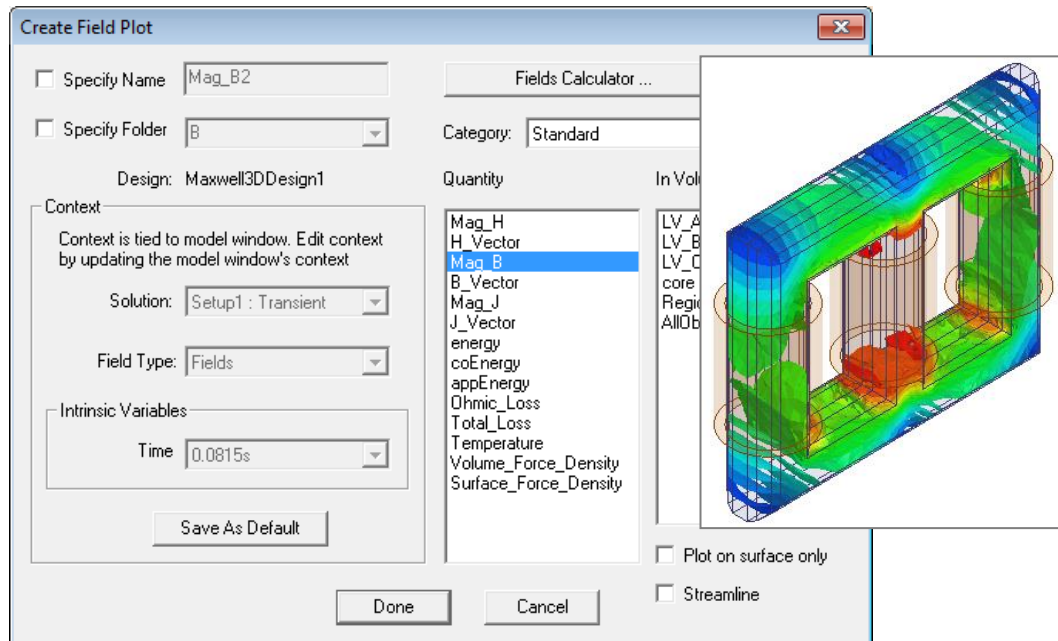 Create Field Plot
Specify Name
Mag_B2
Fields Calculator ...
Specify Folder
B
Category:
Standard
Design:
Maxwell3DDesign1
Quantity
In Volu
Context
Context is tied to model window. Edit context
by updating the model window's context
Solution:
Setup1 : Transient
Field Type:
Fields
Intrinsic Variables
Time
0.0815s
Save As Default
Mag_H
H_Vector
Mag_B
B_Vector
Mag_J
J_Vector
energy
coEnergy
appEnergy
Ohmic_Loss
Total_Loss
Temperature
Volume_Force_Density
Surface_Force_Density
LV_A
LV_B
core
Regio
AllOb
Plot on surface only
Streamline
Done
Cancel